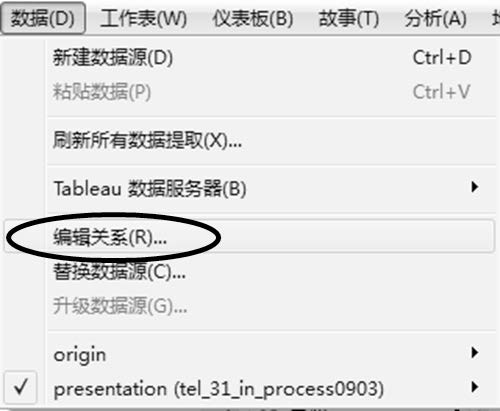 数据(D) 工作表(W) 仪表板(B) 故事(T) 分析(A)
新建数据源(D) Ctrl+D
粘贴数据(P) Ctrl+V
刷新所有数据提取(X)...
Tableau 数据服务器(B)
编辑关系(R)...
替换数据源(C)...
升级数据源(G)...
origin
presentation (tel_31_in_process0903)